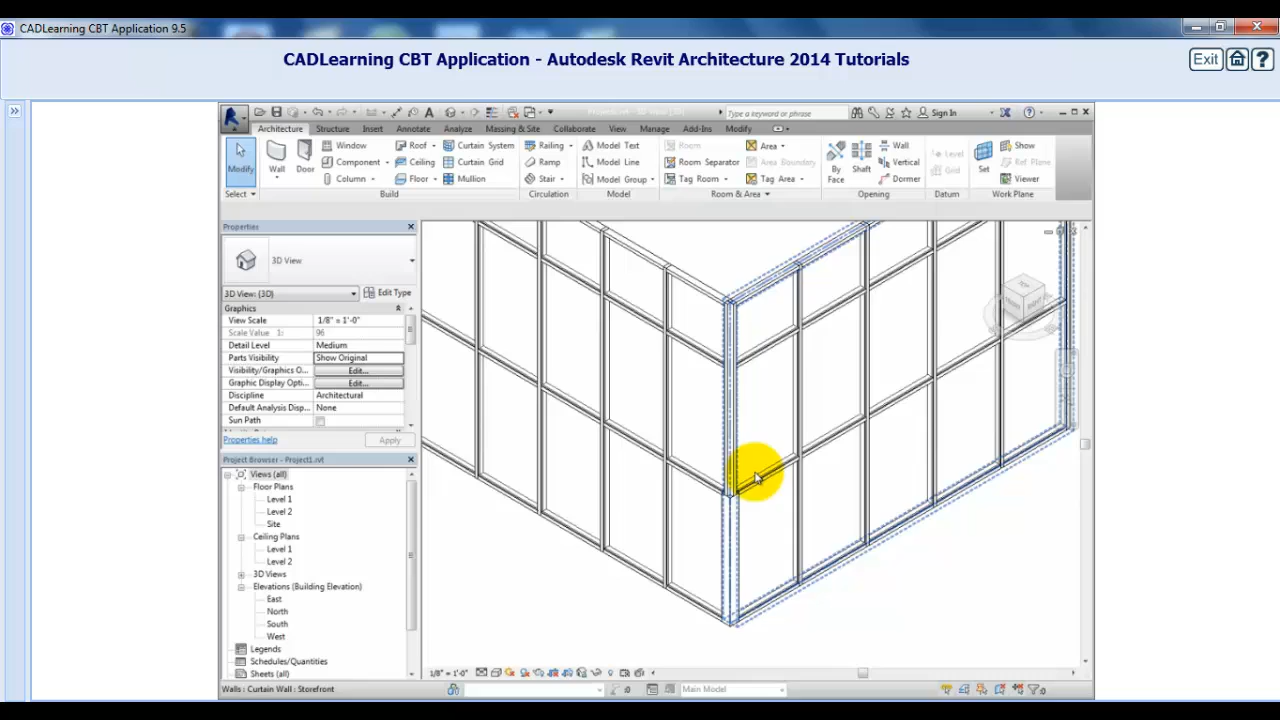 CADLearning CBT Application 9.5
CADLearning CBT Application - Autodesk Revit Architecture 2014 Tutorials
Exit
Type a keyword or phrase
Sign In
Architecture Structure Insert Annotate Analyze Massing & Site Collaborate View Manage Add-Ins Modify
Window Roof Curtain System Railing Model Text Room Area Wall Level Show
Modify Wall Door Component Ceiling Curtain Grid Ramp Model Line Room Separator Area Boundary By Face Shaft Vertical Grid Set Ref Plane
Column Floor Mullion Stair Model Group Tag Room Tag Area Dormer Viewer
Select Build Circulation Model Room & Area Opening Datum Work Plane
Properties
3D View
3D View: {3D} Edit Type
Graphics
View Scale 1/8" = 1'-0"
Scale Value 1: 96
Detail Level Medium
Parts Visibility Show Original
Visibility/Graphics O... Edit...
Graphic Display Optio... Edit...
Discipline Architectural
Default Analysis Disp... None
Sun Path
Properties help Apply
Project Browser - Project1.rvt
Views (all)
Floor Plans
Level 1
Level 2
Site
Ceiling Plans
Level 1
Level 2
3D Views
Elevations (Building Elevation)
East
North
South
West
Legends
Schedules/Quantities
Sheets (all)
TOP
1/8" = 1'-0"
Walls : Curtain Wall : Storefront
:0
Main Model
:0